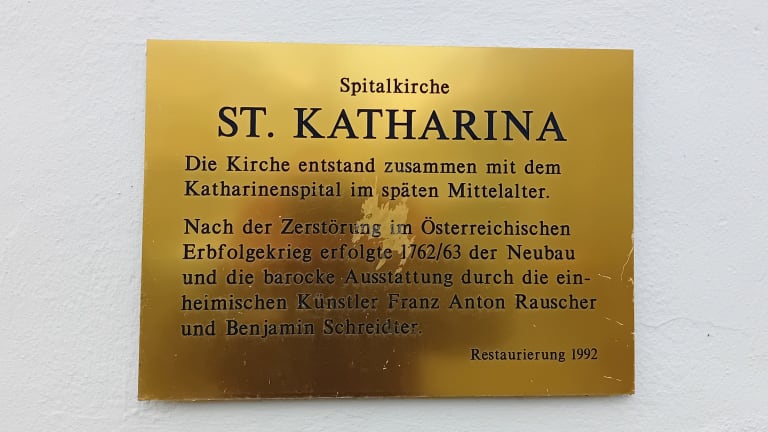 Spitalkirche
ST. KATHARINA
Die Kirche entstand zusammen mit dem
Katharinenspital im späten Mittelalter.
Nach der Zerstörung im Österreichischen
Erbfolgekrieg erfolgte 1762/63 der Neubau
und die barocke Ausstattung durch die ein-
heimischen Künstler Franz Anton Rauscher
und Benjamin Schreidter.
Restaurierung 1992